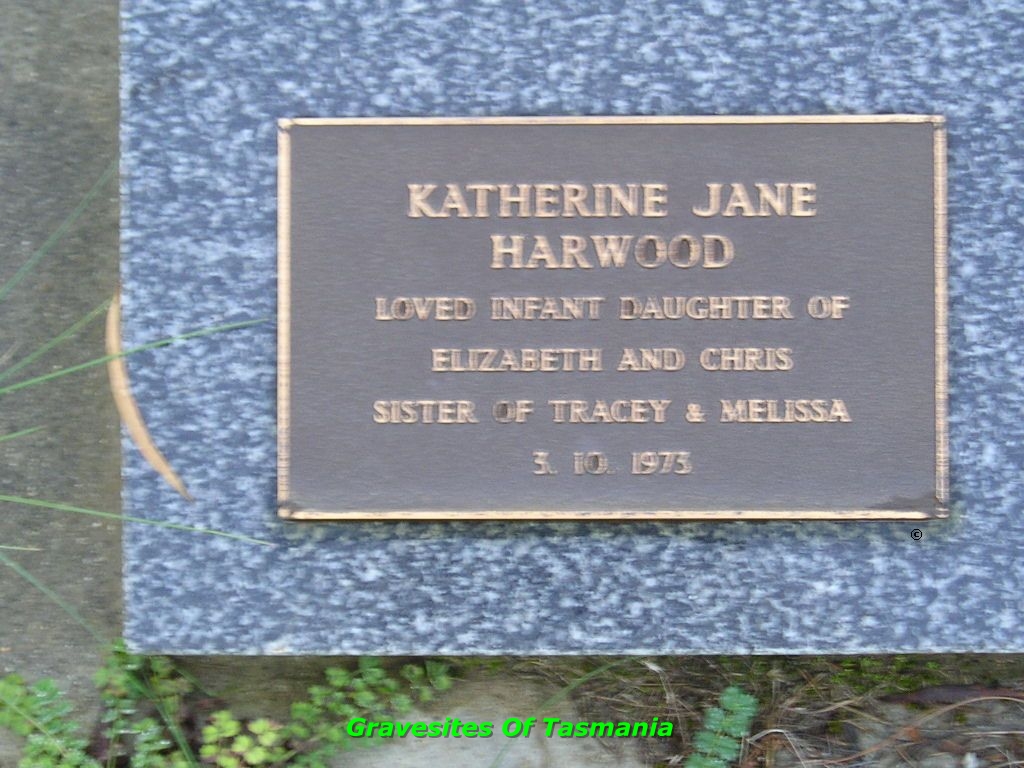 KATHERINE JANE
HARWOOD
LOVED INFANT DAUGHTER OF
ELIZABETH AND CHRIS
SISTER OF TRACEY & MELISSA
3. 10. 1973
©
Gravesites Of Tasmania